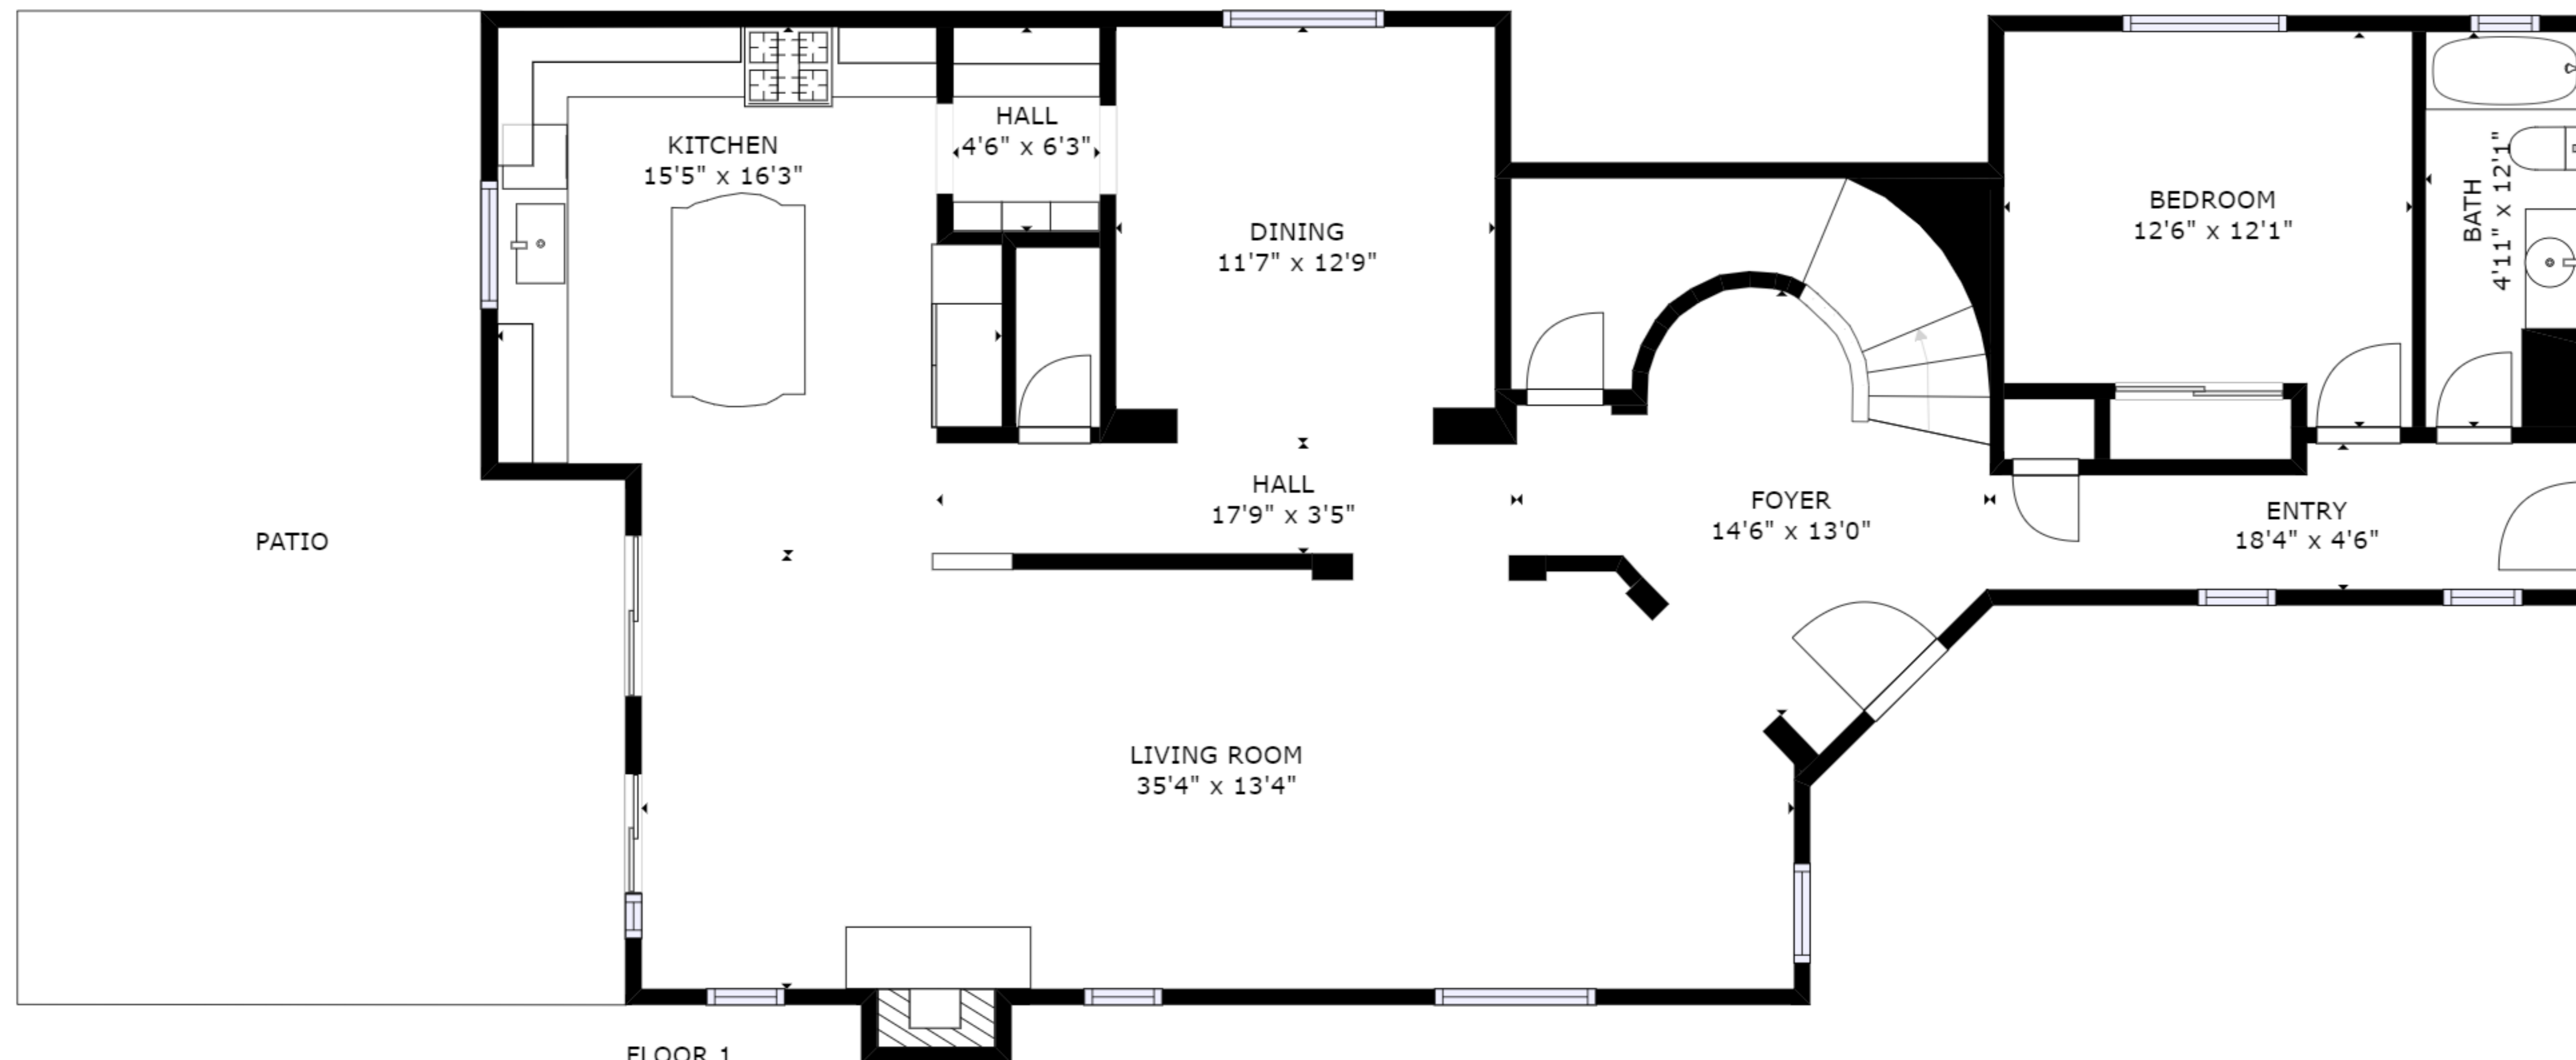 KITCHEN
15'5" x 16'3"
HALL
4'6" x 6'3"
DINING
11'7" x 12'9"
BEDROOM
12'6" x 12'1"
BATH
4'11" x 12'1"
PATIO
HALL
17'9" x 3'5"
FOYER
14'6" x 13'0"
ENTRY
18'4" x 4'6"
LIVING ROOM
35'4" x 13'4"
FLOOR 1